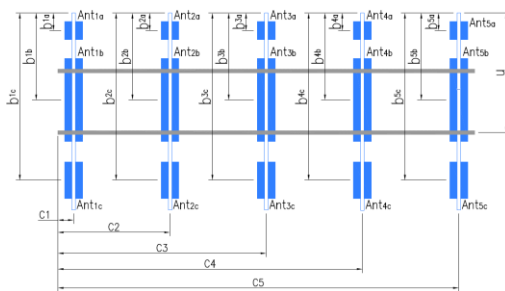 Ant1a Ant2a Ant3a Ant4a Ant5a
b1a b2a b3a b4a b5a
b1b b2b b3b b4b b5b
Ant1b Ant2b Ant3b Ant4b Ant5b
b1c b2c b3c b4c b5c
Ant1c Ant2c Ant3c Ant4c Ant5c
C1
C2
C3
C4
C5